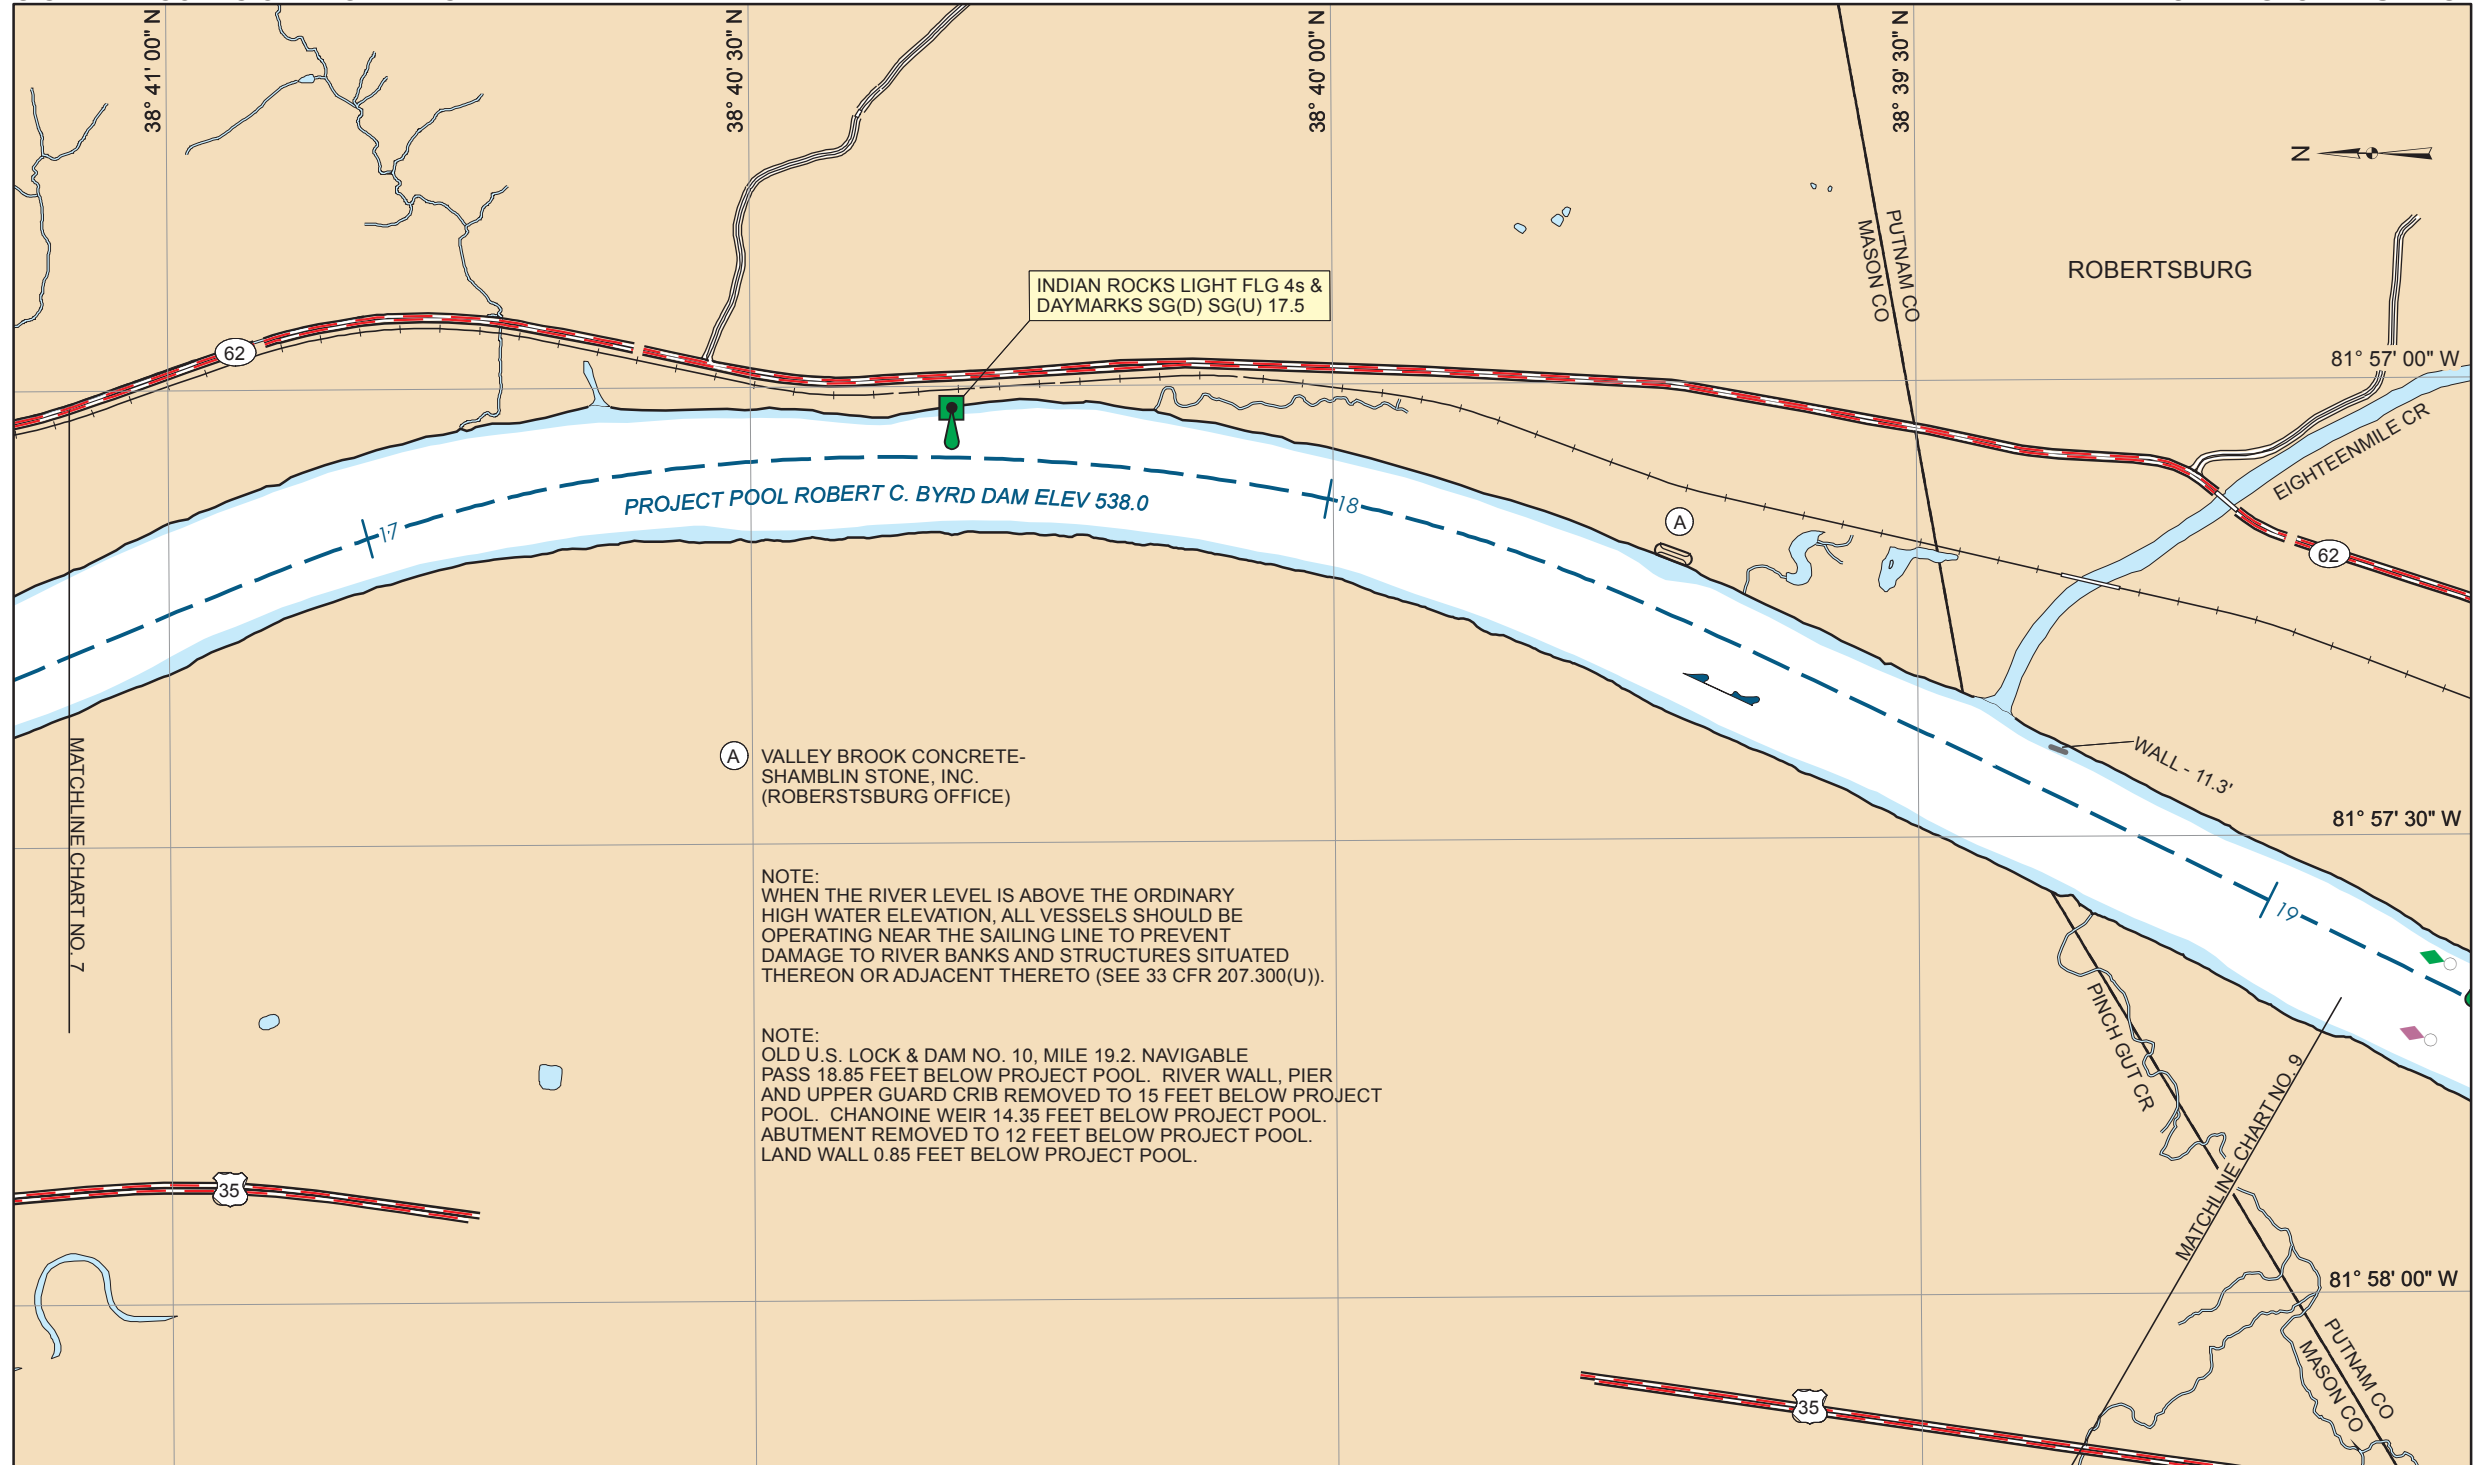 38° 41' 00" N
38° 40' 30" N
38° 40' 00" N
38° 39' 30" N
N
MASON CO
PUTNAM CO
ROBERTSBURG
INDIAN ROCKS LIGHT FLG 4s &
DAYMARKS SG(D) SG(U) 17.5
62
81° 57' 00" W
EIGHTEENMILE CR
PROJECT POOL ROBERT C. BYRD DAM ELEV 538.0
17
18
A
62
MATCHLINE CHART NO. 7
A
VALLEY BROOK CONCRETE-
SHAMBLIN STONE, INC.
(ROBERSTSBURG OFFICE)
WALL - 11.3'
81° 57' 30" W
NOTE:
WHEN THE RIVER LEVEL IS ABOVE THE ORDINARY
HIGH WATER ELEVATION, ALL VESSELS SHOULD BE
OPERATING NEAR THE SAILING LINE TO PREVENT
DAMAGE TO RIVER BANKS AND STRUCTURES SITUATED
THEREON OR ADJACENT THERETO (SEE 33 CFR 207.300(U)).
19
PINCH GUT CR
NOTE:
OLD U.S. LOCK & DAM NO. 10, MILE 19.2. NAVIGABLE
PASS 18.85 FEET BELOW PROJECT POOL. RIVER WALL, PIER
AND UPPER GUARD CRIB REMOVED TO 15 FEET BELOW PROJECT
POOL. CHANOINE WEIR 14.35 FEET BELOW PROJECT POOL.
ABUTMENT REMOVED TO 12 FEET BELOW PROJECT POOL.
LAND WALL 0.85 FEET BELOW PROJECT POOL.
MATCHLINE CHART NO. 9
35
81° 58' 00" W
PUTNAM CO
MASON CO
35